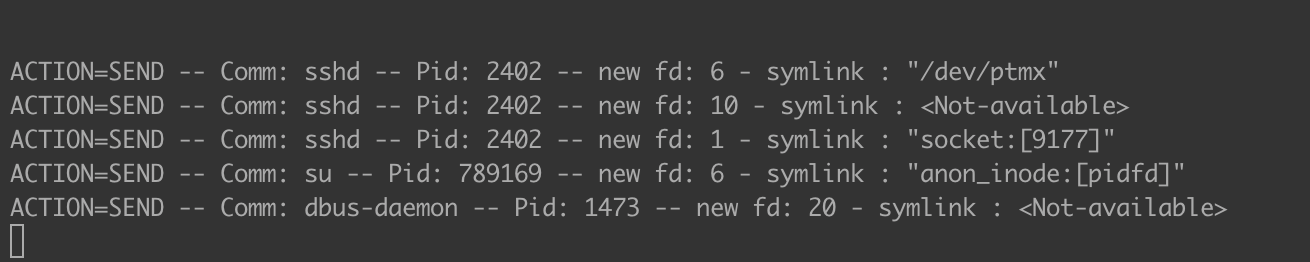 ACTION=SEND -- Comm: sshd -- Pid: 2402 -- new fd: 6 - symlink : "/dev/ptmx"
ACTION=SEND -- Comm: sshd -- Pid: 2402 -- new fd: 10 - symlink : <Not-available>
ACTION=SEND -- Comm: sshd -- Pid: 2402 -- new fd: 1 - symlink : "socket:[9177]"
ACTION=SEND -- Comm: su -- Pid: 789169 -- new fd: 6 - symlink : "anon_inode:[pidfd]"
ACTION=SEND -- Comm: dbus-daemon -- Pid: 1473 -- new fd: 20 - symlink : <Not-available>